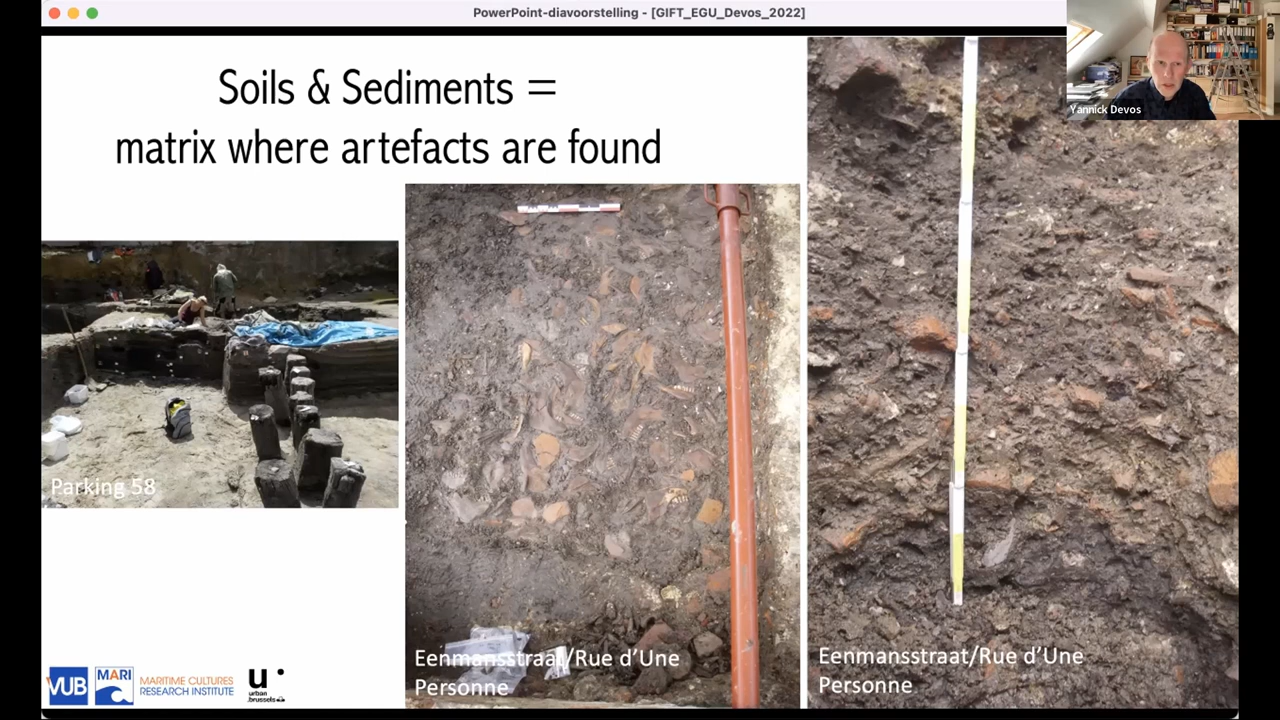 PowerPoint-diavoorstelling - [GIFT_EGU_Devos_2022]
Yannick Devos
Soils & Sediments =
matrix where artefacts are found
Parking 58
Eenmansstraat/Rue d'Une
Personne
Eenmansstraat/Rue d'Une
Personne
VUB
MARI
MARITIME CULTURES
RESEARCH INSTITUTE
u
urban
.brussels